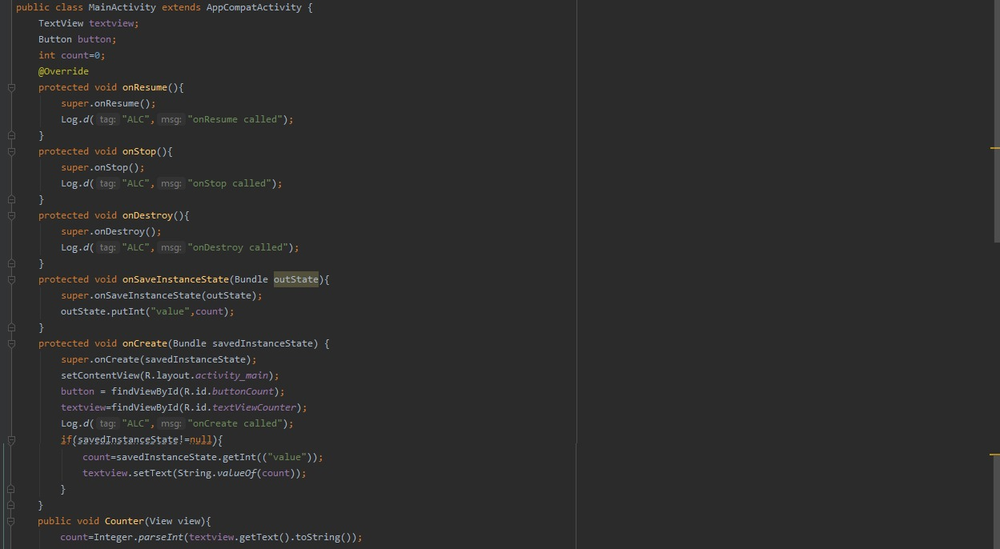 public class MainActivity extends AppCompatActivity {
TextView textview;
Button button;
int count=0;
@Override
protected void onResume(){
super.onResume();
Log.d( tag: "ALC", msg: "onResume called");
}
protected void onStop(){
super.onStop();
Log.d( tag: "ALC", msg: "onStop called");
}
protected void onDestroy(){
super.onDestroy();
Log.d( tag: "ALC", msg: "onDestroy called");
}
protected void onSaveInstanceState(Bundle outState){
super.onSaveInstanceState(outState);
outState.putInt("value",count);
}
protected void onCreate(Bundle savedInstanceState) {
super.onCreate(savedInstanceState);
setContentView(R.layout.activity_main);
button = findViewById(R.id.buttonCount);
textview=findViewById(R.id.textViewCounter);
Log.d( tag: "ALC", msg: "onCreate called");
if(savedInstanceState!=null){
count=savedInstanceState.getInt(("value"));
textview.setText(String.valueOf(count));
}
}
public void Counter(View view){
count=Integer.parseInt(textview.getText().toString());